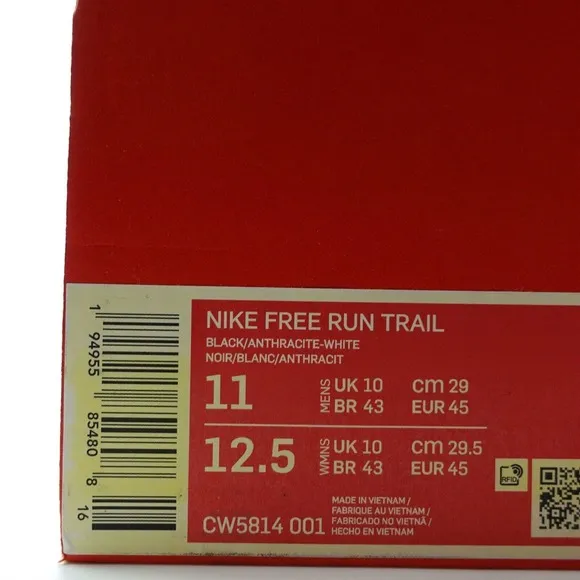 NIKE FREE RUN TRAIL
BLACK/ANTHRACITE-WHITE
NOIR/BLANC/ANTHRACIT
11 MENS UK 10 cm 29
BR 43 EUR 45
12.5 WMNS UK 10 cm 29.5
BR 43 EUR 45
RFID
CW5814 001
MADE IN VIETNAM /
FABRIQUE AU VIETNAM /
FABRICADO NO VIETNÃ /
HECHO EN VIETNAM
1 94955 85480 8
16